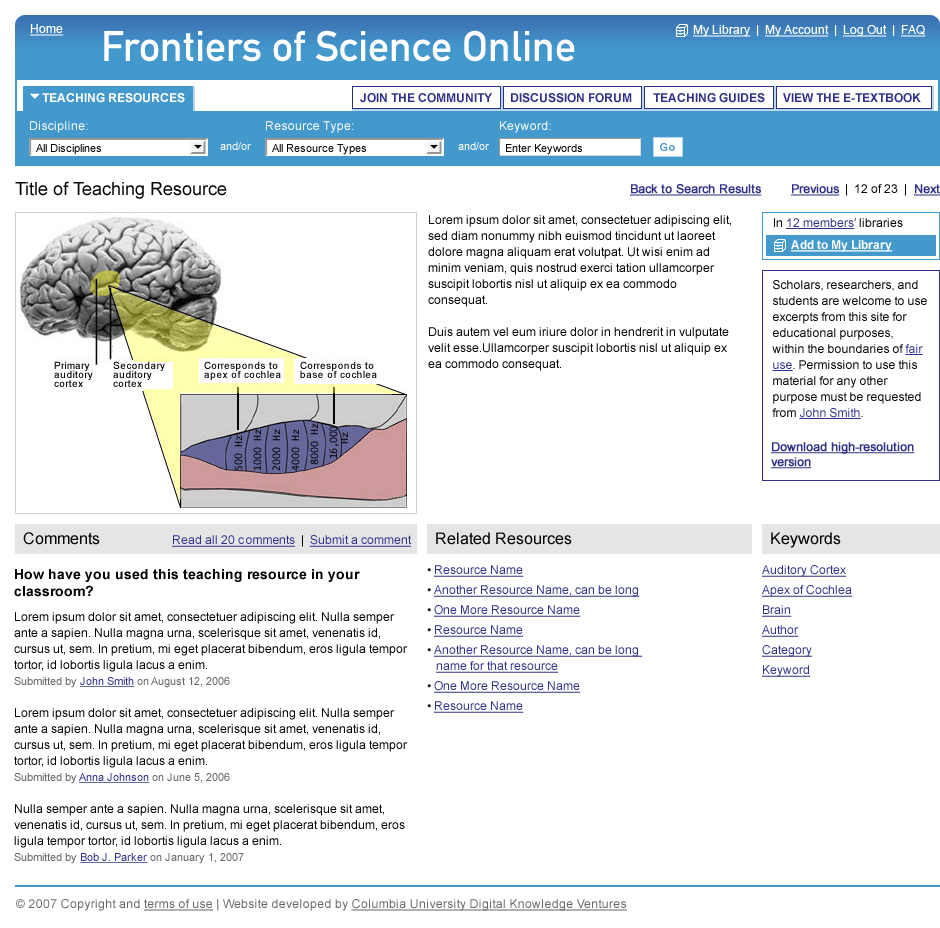 Home
My Library | My Account | Log Out | FAQ
Frontiers of Science Online
TEACHING RESOURCES
JOIN THE COMMUNITY
DISCUSSION FORUM
TEACHING GUIDES
VIEW THE E-TEXTBOOK
Discipline:
Resource Type:
Keyword:
All Disciplines
and/or
All Resource Types
and/or
Enter Keywords
Go
Title of Teaching Resource
Back to Search Results
Previous | 12 of 23 | Next
Primary
auditory
cortex
Secondary
auditory
cortex
Corresponds to
apex of cochlea
Corresponds to
base of cochlea
500 Hz
1000 Hz
2000 Hz
4000 Hz
8000 Hz
16,000
Hz
Lorem ipsum dolor sit amet, consectetuer adipiscing elit,
sed diam nonummy nibh euismod tincidunt ut laoreet
dolore magna aliquam erat volutpat. Ut wisi enim ad
minim veniam, quis nostrud exerci tation ullamcorper
suscipit lobortis nisl ut aliquip ex ea commodo
consequat.
Duis autem vel eum iriure dolor in hendrerit in vulputate
velit esse.Ullamcorper suscipit lobortis nisl ut aliquip ex
ea commodo consequat.
In 12 members' libraries
Add to My Library
Scholars, researchers, and
students are welcome to use
excerpts from this site for
educational purposes,
within the boundaries of fair
use. Permission to use this
material for any other
purpose must be requested
from John Smith.
Download high-resolution
version
Comments
Read all 20 comments | Submit a comment
How have you used this teaching resource in your
classroom?
Lorem ipsum dolor sit amet, consectetuer adipiscing elit. Nulla semper
ante a sapien. Nulla magna urna, scelerisque sit amet, venenatis id,
cursus ut, sem. In pretium, mi eget placerat bibendum, eros ligula tempor
tortor, id lobortis ligula lacus a enim.
Submitted by John Smith on August 12, 2006
Lorem ipsum dolor sit amet, consectetuer adipiscing elit. Nulla semper
ante a sapien. Nulla magna urna, scelerisque sit amet, venenatis id,
cursus ut, sem. In pretium, mi eget placerat bibendum, eros ligula tempor
tortor, id lobortis ligula lacus a enim.
Submitted by Anna Johnson on June 5, 2006
Nulla semper ante a sapien. Nulla magna urna, scelerisque sit amet,
venenatis id, cursus ut, sem. In pretium, mi eget placerat bibendum, eros
ligula tempor tortor, id lobortis ligula lacus a enim.
Submitted by Bob J. Parker on January 1, 2007
Related Resources
• Resource Name
• Another Resource Name, can be long
• One More Resource Name
• Resource Name
• Another Resource Name, can be long
name for that resource
• One More Resource Name
• Resource Name
Keywords
Auditory Cortex
Apex of Cochlea
Brain
Author
Category
Keyword
© 2007 Copyright and terms of use | Website developed by Columbia University Digital Knowledge Ventures